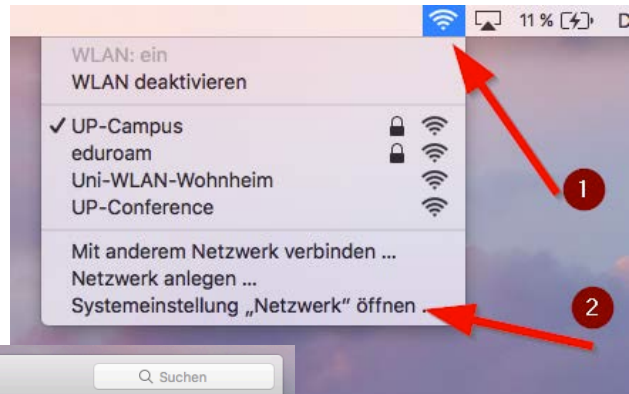 11 % D
WLAN: ein
WLAN deaktivieren
✓ UP-Campus
eduroam
Uni-WLAN-Wohnheim
UP-Conference
1
Mit anderem Netzwerk verbinden ...
Netzwerk anlegen ...
Systemeinstellung „Netzwerk“ öffnen ..
2
Suchen